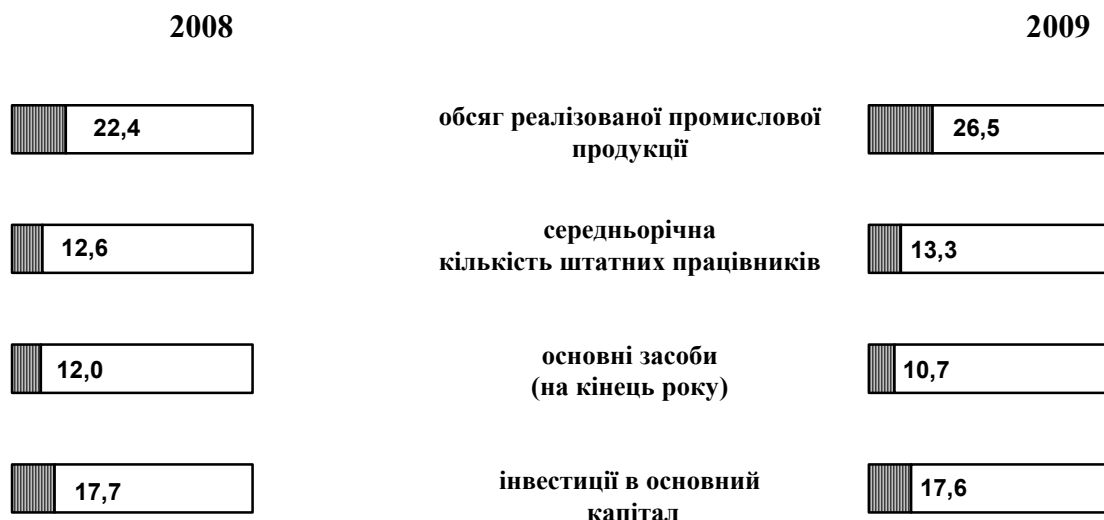 2008
2009
22,4
обсяг реалізованої промислової
продукції
26,5
12,6
середньорічна
кількість штатних працівників
13,3
12,0
основні засоби
(на кінець року)
10,7
17,7
інвестиції в основний
капітал
17,6